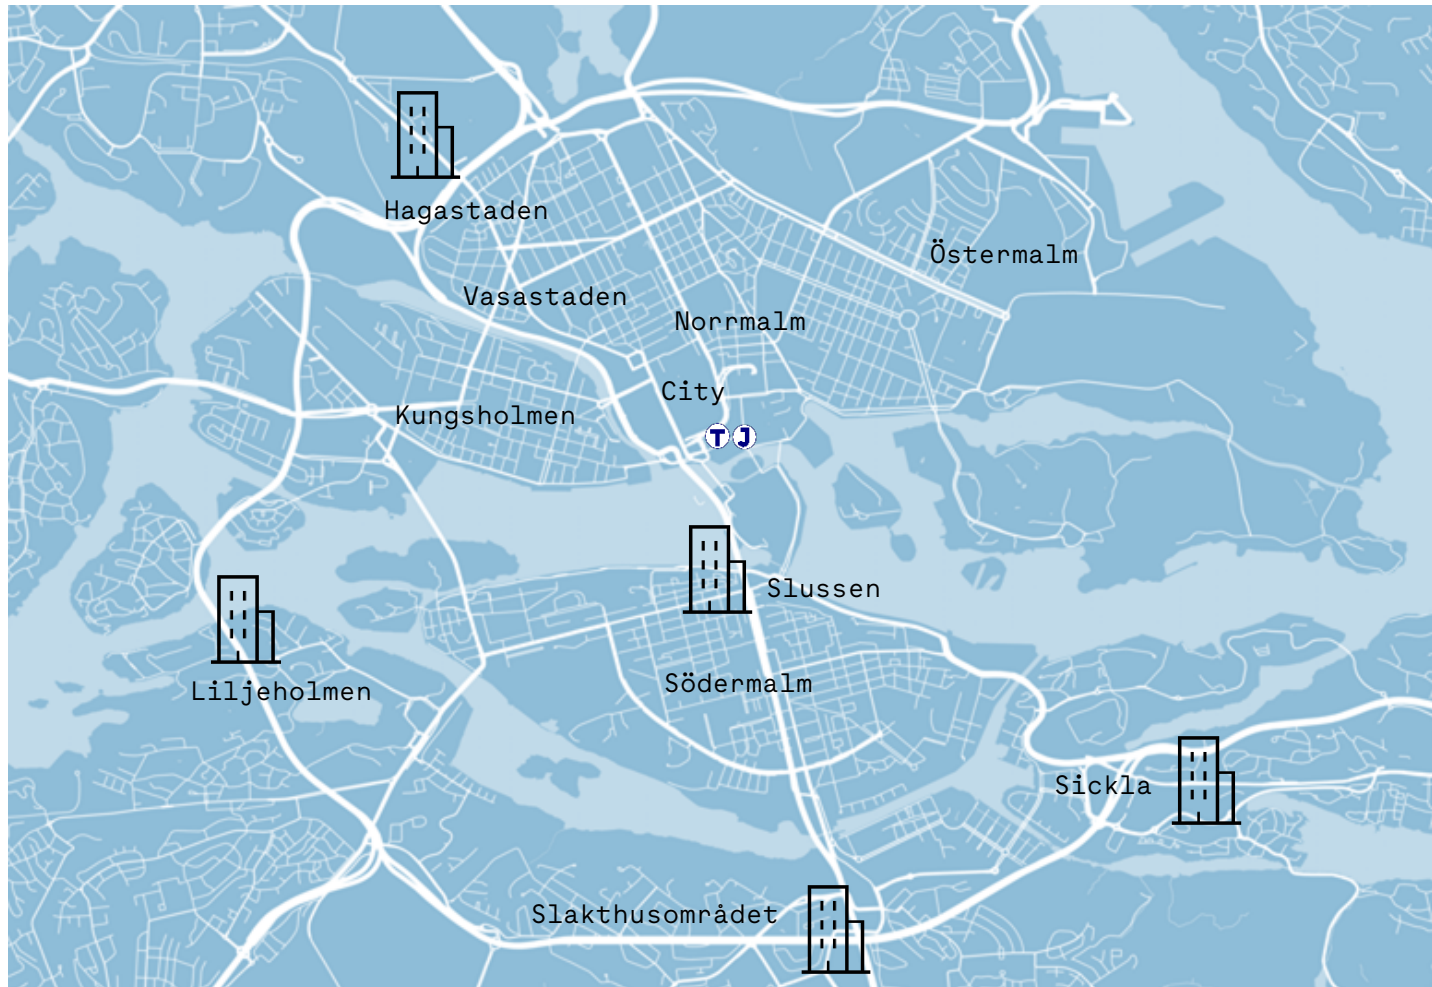 Hagastaden
Östermalm
Vasastaden
Norrmalm
City
Kungsholmen
T J
Slussen
Södermalm
Liljeholmen
Sickla
Slakthusområdet